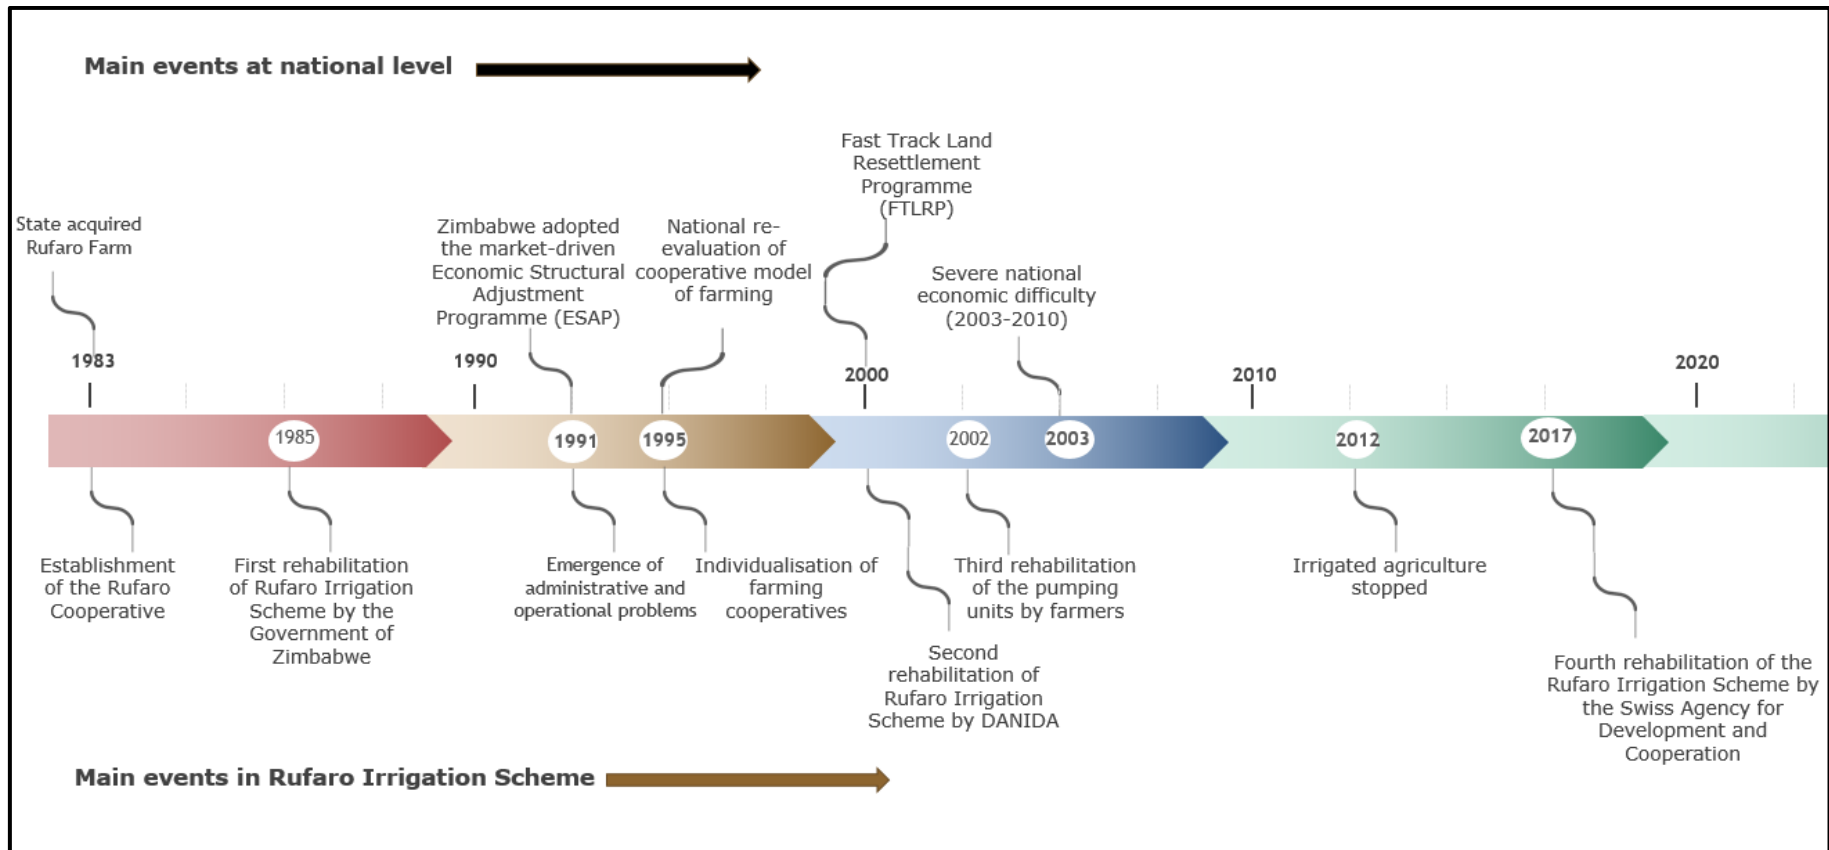 Main events at national level
State acquired
Rufaro Farm
Zimbabwe adopted
the market-driven
Economic Structural
Adjustment
Programme (ESAP)
National re-
evaluation of
cooperative model
of farming
Fast Track Land
Resettlement
Programme
(FTLRP)
Severe national
economic difficulty
(2003-2010)
1983
1990
2000
2010
2020
1985
1991
1995
2002
2003
2012
2017
Establishment
of the Rufaro
Cooperative
First rehabilitation
of Rufaro Irrigation
Scheme by the
Government of
Zimbabwe
Emergence of
administrative and
operational problems
Individualisation of
farming
cooperatives
Second
rehabilitation of
Rufaro Irrigation
Scheme by DANIDA
Third rehabilitation
of the pumping
units by farmers
Irrigated agriculture
stopped
Fourth rehabilitation of the
Rufaro Irrigation Scheme by
the Swiss Agency for
Development and
Cooperation
Main events in Rufaro Irrigation Scheme